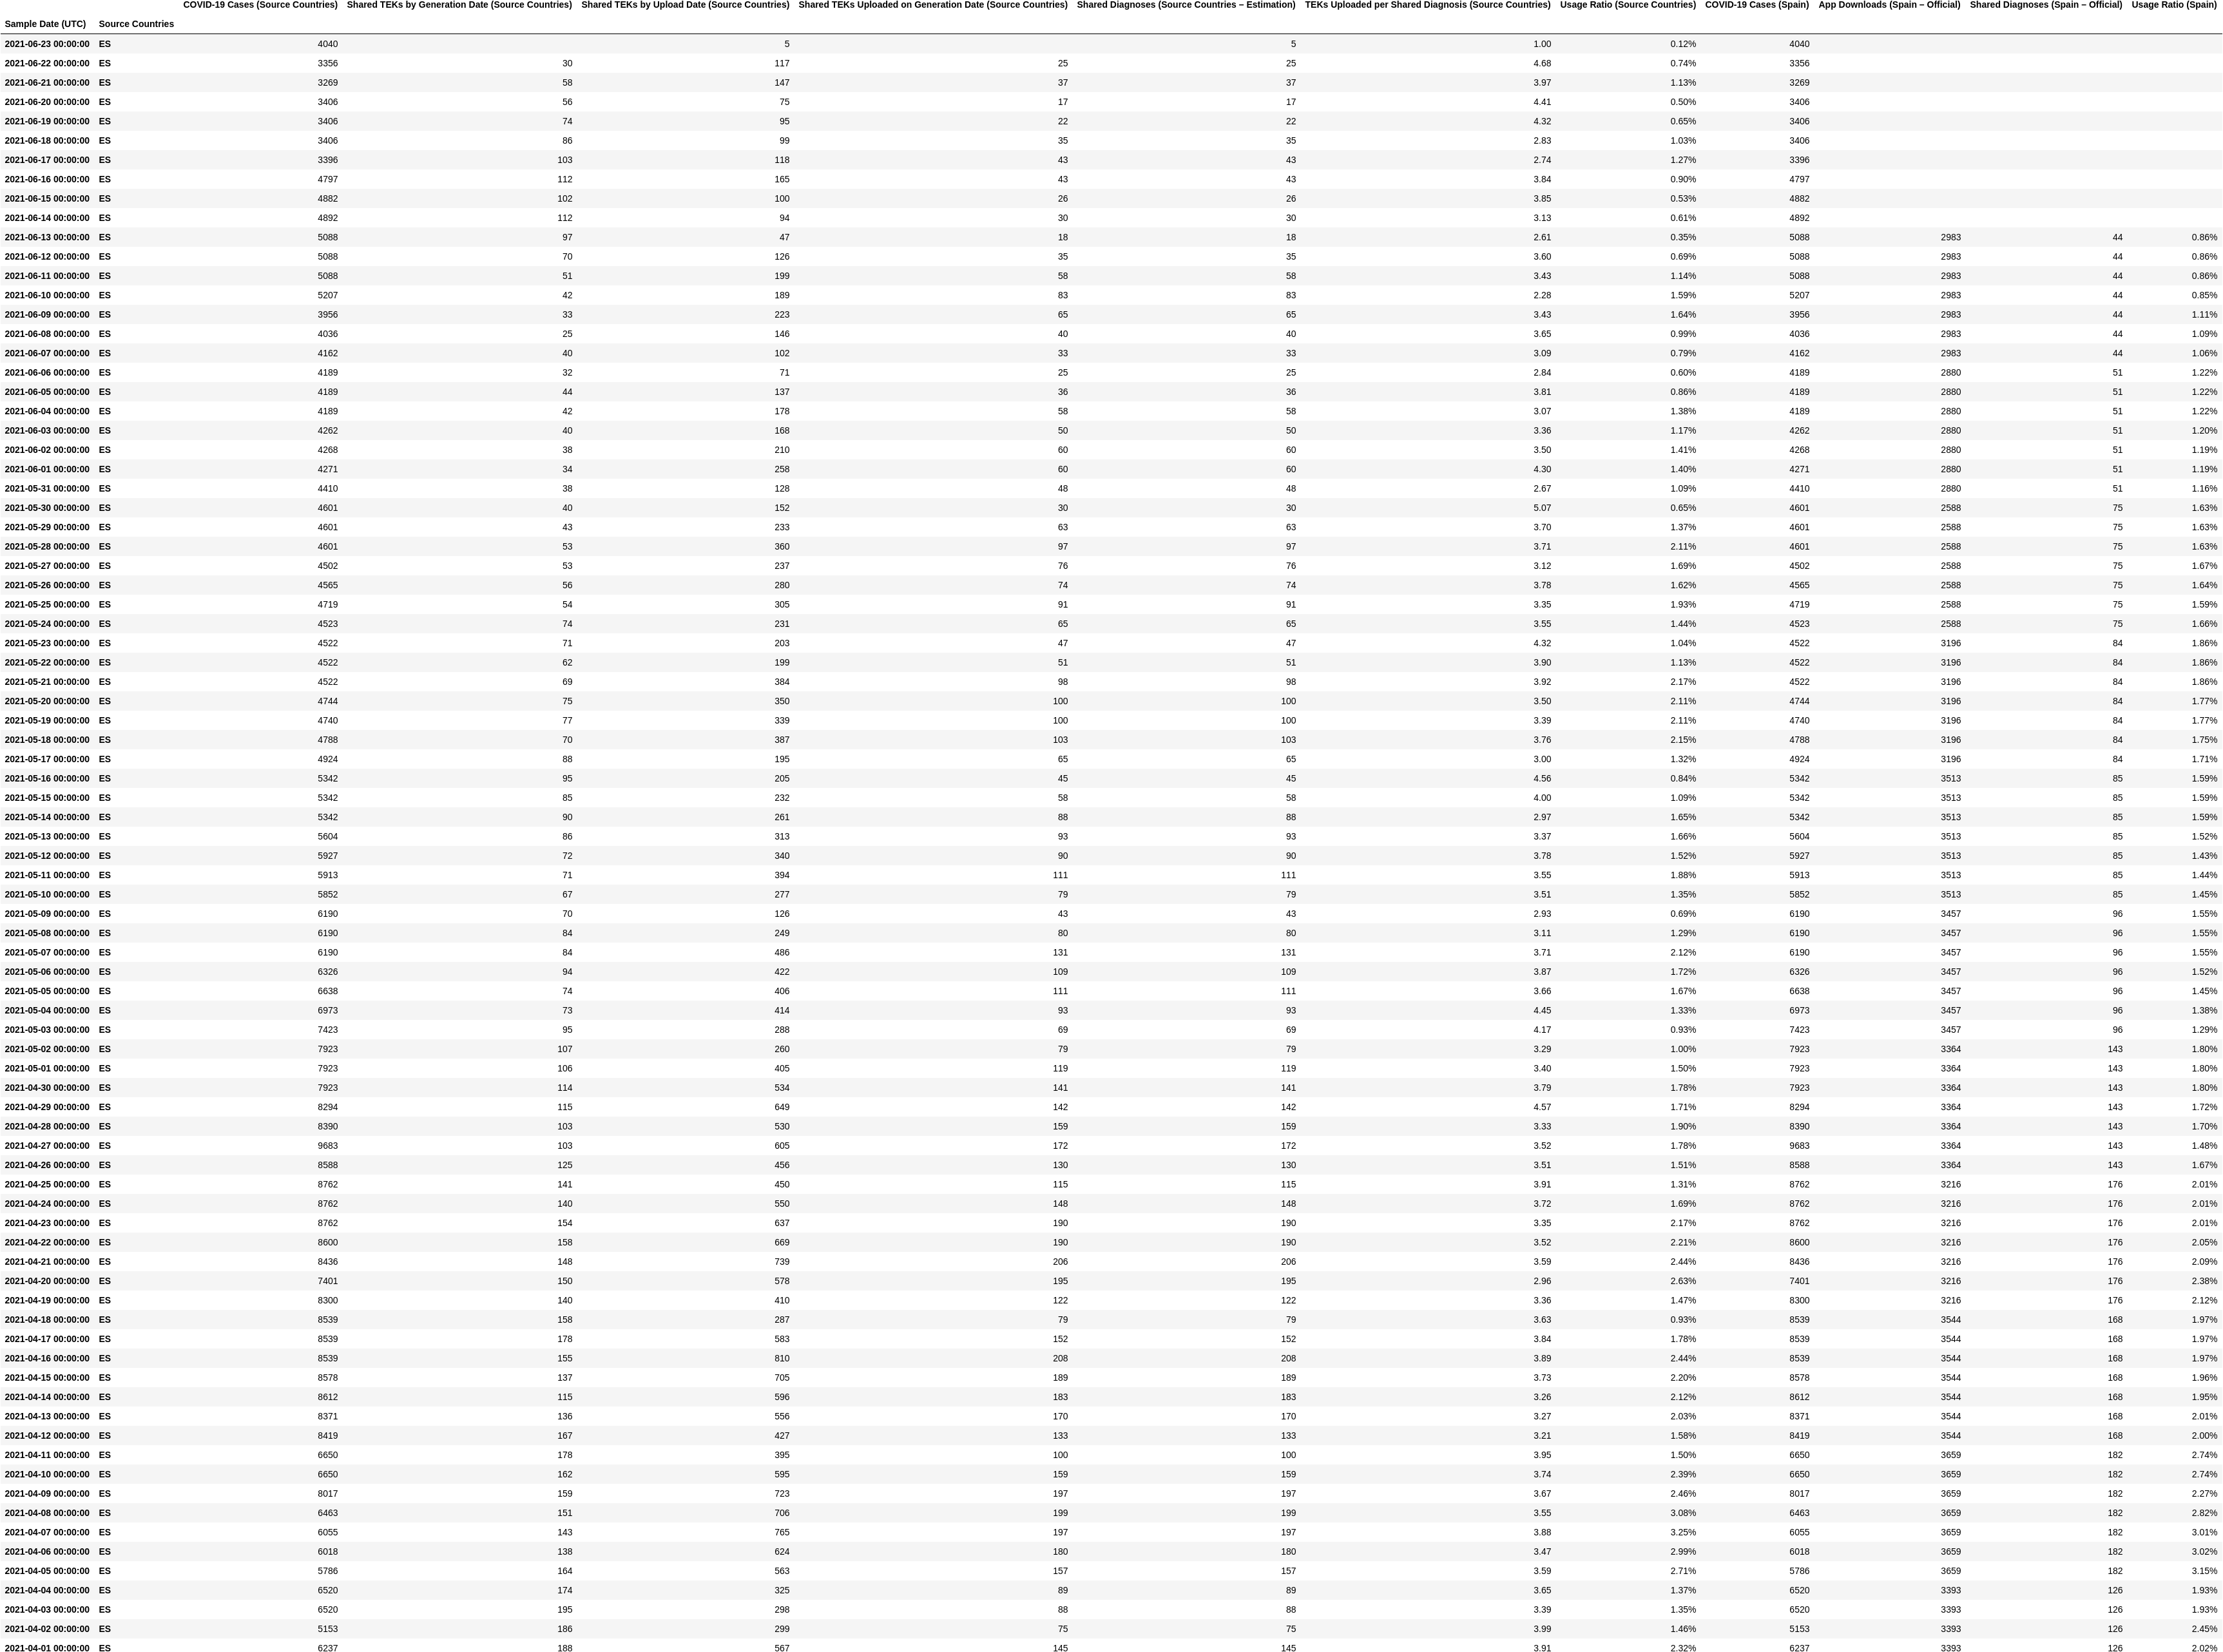 COVID-19 Cases (Source Countries) Shared TEKs by Generation Date (Source Countries) Shared TEKs by Upload Date (Source Countries) Shared TEKs Uploaded on Generation Date (Source Countries) Shared Diagnoses (Source Countries – Estimation) TEKs Uploaded per Shared Diagnosis (Source Countries) Usage Ratio (Source Countries) COVID-19 Cases (Spain) App Downloads (Spain – Official) Shared Diagnoses (Spain – Official) Usage Ratio (Spain)
Sample Date (UTC) Source Countries
2021-06-23 00:00:00 ES 4040 5 5 1.00 0.12% 4040
2021-06-22 00:00:00 ES 3356 30 117 25 25 4.68 0.74% 3356
2021-06-21 00:00:00 ES 3269 58 147 37 37 3.97 1.13% 3269
2021-06-20 00:00:00 ES 3406 56 75 17 17 4.41 0.50% 3406
2021-06-19 00:00:00 ES 3406 74 95 22 22 4.32 0.65% 3406
2021-06-18 00:00:00 ES 3406 86 99 35 35 2.83 1.03% 3406
2021-06-17 00:00:00 ES 3396 103 118 43 43 2.74 1.27% 3396
2021-06-16 00:00:00 ES 4797 112 165 43 43 3.84 0.90% 4797
2021-06-15 00:00:00 ES 4882 102 100 26 26 3.85 0.53% 4882
2021-06-14 00:00:00 ES 4892 112 94 30 30 3.13 0.61% 4892
2021-06-13 00:00:00 ES 5088 97 47 18 18 2.61 0.35% 5088 2983 44 0.86%
2021-06-12 00:00:00 ES 5088 70 126 35 35 3.60 0.69% 5088 2983 44 0.86%
2021-06-11 00:00:00 ES 5088 51 199 58 58 3.43 1.14% 5088 2983 44 0.86%
2021-06-10 00:00:00 ES 5207 42 189 83 83 2.28 1.59% 5207 2983 44 0.85%
2021-06-09 00:00:00 ES 3956 33 223 65 65 3.43 1.64% 3956 2983 44 1.11%
2021-06-08 00:00:00 ES 4036 25 146 40 40 3.65 0.99% 4036 2983 44 1.09%
2021-06-07 00:00:00 ES 4162 40 102 33 33 3.09 0.79% 4162 2983 44 1.06%
2021-06-06 00:00:00 ES 4189 32 71 25 25 2.84 0.60% 4189 2880 51 1.22%
2021-06-05 00:00:00 ES 4189 44 137 36 36 3.81 0.86% 4189 2880 51 1.22%
2021-06-04 00:00:00 ES 4189 42 178 58 58 3.07 1.38% 4189 2880 51 1.22%
2021-06-03 00:00:00 ES 4262 40 168 50 50 3.36 1.17% 4262 2880 51 1.20%
2021-06-02 00:00:00 ES 4268 38 210 60 60 3.50 1.41% 4268 2880 51 1.19%
2021-06-01 00:00:00 ES 4271 34 258 60 60 4.30 1.40% 4271 2880 51 1.19%
2021-05-31 00:00:00 ES 4410 38 128 48 48 2.67 1.09% 4410 2880 51 1.16%
2021-05-30 00:00:00 ES 4601 40 152 30 30 5.07 0.65% 4601 2588 75 1.63%
2021-05-29 00:00:00 ES 4601 43 233 63 63 3.70 1.37% 4601 2588 75 1.63%
2021-05-28 00:00:00 ES 4601 53 360 97 97 3.71 2.11% 4601 2588 75 1.63%
2021-05-27 00:00:00 ES 4502 53 237 76 76 3.12 1.69% 4502 2588 75 1.67%
2021-05-26 00:00:00 ES 4565 56 280 74 74 3.78 1.62% 4565 2588 75 1.64%
2021-05-25 00:00:00 ES 4719 54 305 91 91 3.35 1.93% 4719 2588 75 1.59%
2021-05-24 00:00:00 ES 4523 74 231 65 65 3.55 1.44% 4523 2588 75 1.66%
2021-05-23 00:00:00 ES 4522 71 203 47 47 4.32 1.04% 4522 3196 84 1.86%
2021-05-22 00:00:00 ES 4522 62 199 51 51 3.90 1.13% 4522 3196 84 1.86%
2021-05-21 00:00:00 ES 4522 69 384 98 98 3.92 2.17% 4522 3196 84 1.86%
2021-05-20 00:00:00 ES 4744 75 350 100 100 3.50 2.11% 4744 3196 84 1.77%
2021-05-19 00:00:00 ES 4740 77 339 100 100 3.39 2.11% 4740 3196 84 1.77%
2021-05-18 00:00:00 ES 4788 70 387 103 103 3.76 2.15% 4788 3196 84 1.75%
2021-05-17 00:00:00 ES 4924 88 195 65 65 3.00 1.32% 4924 3196 84 1.71%
2021-05-16 00:00:00 ES 5342 95 205 45 45 4.56 0.84% 5342 3513 85 1.59%
2021-05-15 00:00:00 ES 5342 85 232 58 58 4.00 1.09% 5342 3513 85 1.59%
2021-05-14 00:00:00 ES 5342 90 261 88 88 2.97 1.65% 5342 3513 85 1.59%
2021-05-13 00:00:00 ES 5604 86 313 93 93 3.37 1.66% 5604 3513 85 1.52%
2021-05-12 00:00:00 ES 5927 72 340 90 90 3.78 1.52% 5927 3513 85 1.43%
2021-05-11 00:00:00 ES 5913 71 394 111 111 3.55 1.88% 5913 3513 85 1.44%
2021-05-10 00:00:00 ES 5852 67 277 79 79 3.51 1.35% 5852 3513 85 1.45%
2021-05-09 00:00:00 ES 6190 70 126 43 43 2.93 0.69% 6190 3457 96 1.55%
2021-05-08 00:00:00 ES 6190 84 249 80 80 3.11 1.29% 6190 3457 96 1.55%
2021-05-07 00:00:00 ES 6190 84 486 131 131 3.71 2.12% 6190 3457 96 1.55%
2021-05-06 00:00:00 ES 6326 94 422 109 109 3.87 1.72% 6326 3457 96 1.52%
2021-05-05 00:00:00 ES 6638 74 406 111 111 3.66 1.67% 6638 3457 96 1.45%
2021-05-04 00:00:00 ES 6973 73 414 93 93 4.45 1.33% 6973 3457 96 1.38%
2021-05-03 00:00:00 ES 7423 95 288 69 69 4.17 0.93% 7423 3457 96 1.29%
2021-05-02 00:00:00 ES 7923 107 260 79 79 3.29 1.00% 7923 3364 143 1.80%
2021-05-01 00:00:00 ES 7923 106 405 119 119 3.40 1.50% 7923 3364 143 1.80%
2021-04-30 00:00:00 ES 7923 114 534 141 141 3.79 1.78% 7923 3364 143 1.80%
2021-04-29 00:00:00 ES 8294 115 649 142 142 4.57 1.71% 8294 3364 143 1.72%
2021-04-28 00:00:00 ES 8390 103 530 159 159 3.33 1.90% 8390 3364 143 1.70%
2021-04-27 00:00:00 ES 9683 103 605 172 172 3.52 1.78% 9683 3364 143 1.48%
2021-04-26 00:00:00 ES 8588 125 456 130 130 3.51 1.51% 8588 3364 143 1.67%
2021-04-25 00:00:00 ES 8762 141 450 115 115 3.91 1.31% 8762 3216 176 2.01%
2021-04-24 00:00:00 ES 8762 140 550 148 148 3.72 1.69% 8762 3216 176 2.01%
2021-04-23 00:00:00 ES 8762 154 637 190 190 3.35 2.17% 8762 3216 176 2.01%
2021-04-22 00:00:00 ES 8600 158 669 190 190 3.52 2.21% 8600 3216 176 2.05%
2021-04-21 00:00:00 ES 8436 148 739 206 206 3.59 2.44% 8436 3216 176 2.09%
2021-04-20 00:00:00 ES 7401 150 578 195 195 2.96 2.63% 7401 3216 176 2.38%
2021-04-19 00:00:00 ES 8300 140 410 122 122 3.36 1.47% 8300 3216 176 2.12%
2021-04-18 00:00:00 ES 8539 158 287 79 79 3.63 0.93% 8539 3544 168 1.97%
2021-04-17 00:00:00 ES 8539 178 583 152 152 3.84 1.78% 8539 3544 168 1.97%
2021-04-16 00:00:00 ES 8539 155 810 208 208 3.89 2.44% 8539 3544 168 1.97%
2021-04-15 00:00:00 ES 8578 137 705 189 189 3.73 2.20% 8578 3544 168 1.96%
2021-04-14 00:00:00 ES 8612 115 596 183 183 3.26 2.12% 8612 3544 168 1.95%
2021-04-13 00:00:00 ES 8371 136 556 170 170 3.27 2.03% 8371 3544 168 2.01%
2021-04-12 00:00:00 ES 8419 167 427 133 133 3.21 1.58% 8419 3544 168 2.00%
2021-04-11 00:00:00 ES 6650 178 395 100 100 3.95 1.50% 6650 3659 182 2.74%
2021-04-10 00:00:00 ES 6650 162 595 159 159 3.74 2.39% 6650 3659 182 2.74%
2021-04-09 00:00:00 ES 8017 159 723 197 197 3.67 2.46% 8017 3659 182 2.27%
2021-04-08 00:00:00 ES 6463 151 706 199 199 3.55 3.08% 6463 3659 182 2.82%
2021-04-07 00:00:00 ES 6055 143 765 197 197 3.88 3.25% 6055 3659 182 3.01%
2021-04-06 00:00:00 ES 6018 138 624 180 180 3.47 2.99% 6018 3659 182 3.02%
2021-04-05 00:00:00 ES 5786 164 563 157 157 3.59 2.71% 5786 3659 182 3.15%
2021-04-04 00:00:00 ES 6520 174 325 89 89 3.65 1.37% 6520 3393 126 1.93%
2021-04-03 00:00:00 ES 6520 195 298 88 88 3.39 1.35% 6520 3393 126 1.93%
2021-04-02 00:00:00 ES 5153 186 299 75 75 3.99 1.46% 5153 3393 126 2.45%
2021-04-01 00:00:00 ES 6237 188 567 145 145 3.91 2.32% 6237 3393 126 2.02%